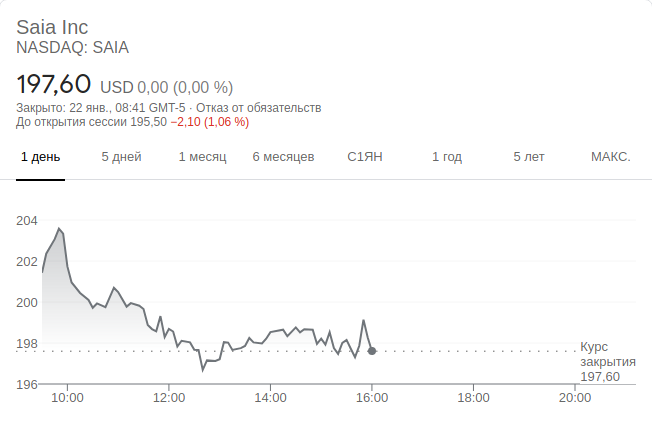 Saia Inc
NASDAQ: SAIA
197,60 USD 0,00 (0,00 %)
Закрыто: 22 янв., 08:41 GMT-5 · Отказ от обязательств
До открытия сессии 195,50 −2,10 (1,06 %)
1 день 5 дней 1 месяц 6 месяцев С1ЯН 1 год 5 лет МАКС.
204
202
200
198
Курс
закрытия
197,60
196
10:00 12:00 14:00 16:00 18:00 20:00